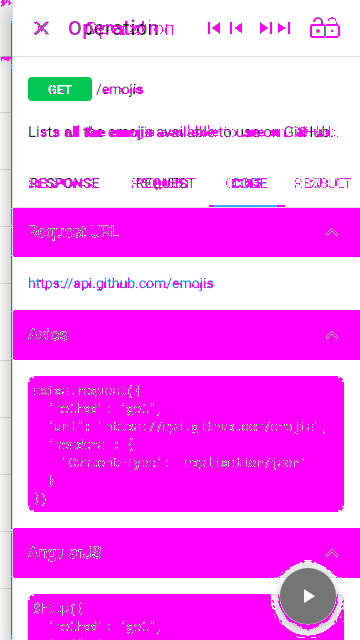 Operation
GET /emojis
Lists all the emojis available to use on GitHub.
RESPONSE REQUEST CODE PRODUCT
Request URL
https://api.github.com/emojis
Axios
axios.request({
"method": "get",
"url": "https://api.github.com/emojis",
"headers": {
"Content-Type": "application/json"
}
})
AngularJS
$http({
"method": "get",